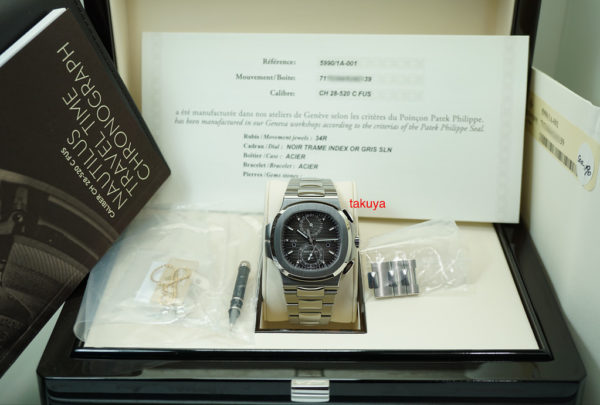 NAUTILUS
TRAVEL TIME
CHRONOGRAPH
CALIBER CH 28-520 C FUS
Référence: 5990/1A-001
Mouvement/Boîte: 71 39
Calibre: CH 28-520 C FUS
a été manufacturée dans nos ateliers de Genève selon les critères du Poinçon Patek Philippe.
has been manufactured in our Geneva workshops according to the criterias of the Patek Philippe Seal.
Rubis / Movement jewels : 34R
Cadran / Dial : NOIR TRAME INDEX OR GRIS SLN
Boîtier / Case : ACIER
Bracelet / Bracelet : ACIER
Pierres / Gems stones :
takuya